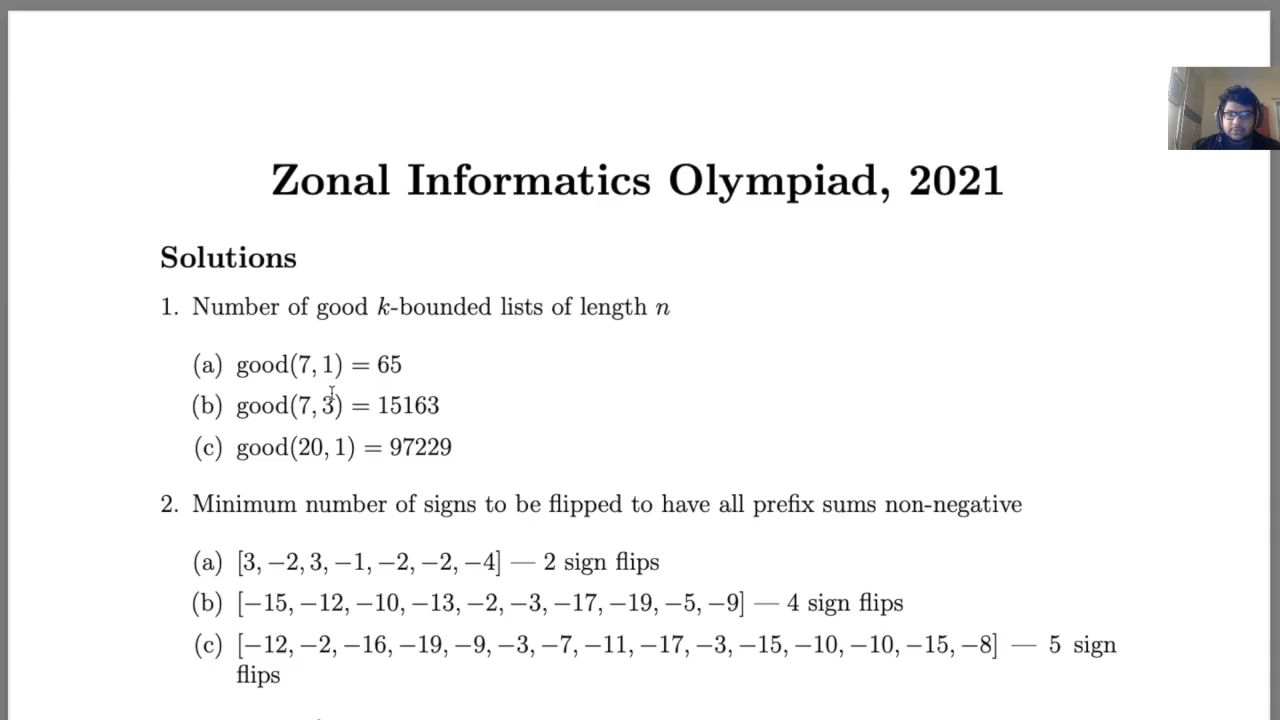 Zonal Informatics Olympiad, 2021
Solutions
1. Number of good k-bounded lists of length n
(a) good(7, 1) = 65
(b) good(7, 3) = 15163
(c) good(20, 1) = 97229
2. Minimum number of signs to be flipped to have all prefix sums non-negative
(a) [3, −2, 3, −1, −2, −2, −4] — 2 sign flips
(b) [−15, −12, −10, −13, −2, −3, −17, −19, −5, −9] — 4 sign flips
(c) [−12, −2, −16, −19, −9, −3, −7, −11, −17, −3, −15, −10, −10, −15, −8] — 5 sign
flips